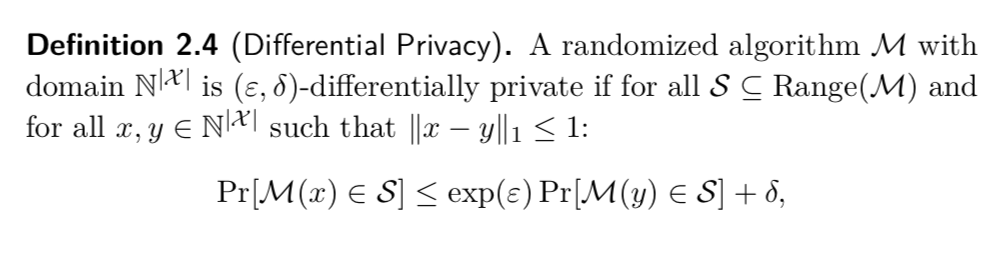 Definition 2.4 (Differential Privacy). A randomized algorithm ℳ with
domain ℕ^|𝒳| is (ε, δ)-differentially private if for all 𝒮 ⊆ Range(ℳ) and
for all x, y ∈ ℕ^|𝒳| such that ‖x − y‖₁ ≤ 1:
Pr[ℳ(x) ∈ 𝒮] ≤ exp(ε) Pr[ℳ(y) ∈ 𝒮] + δ,